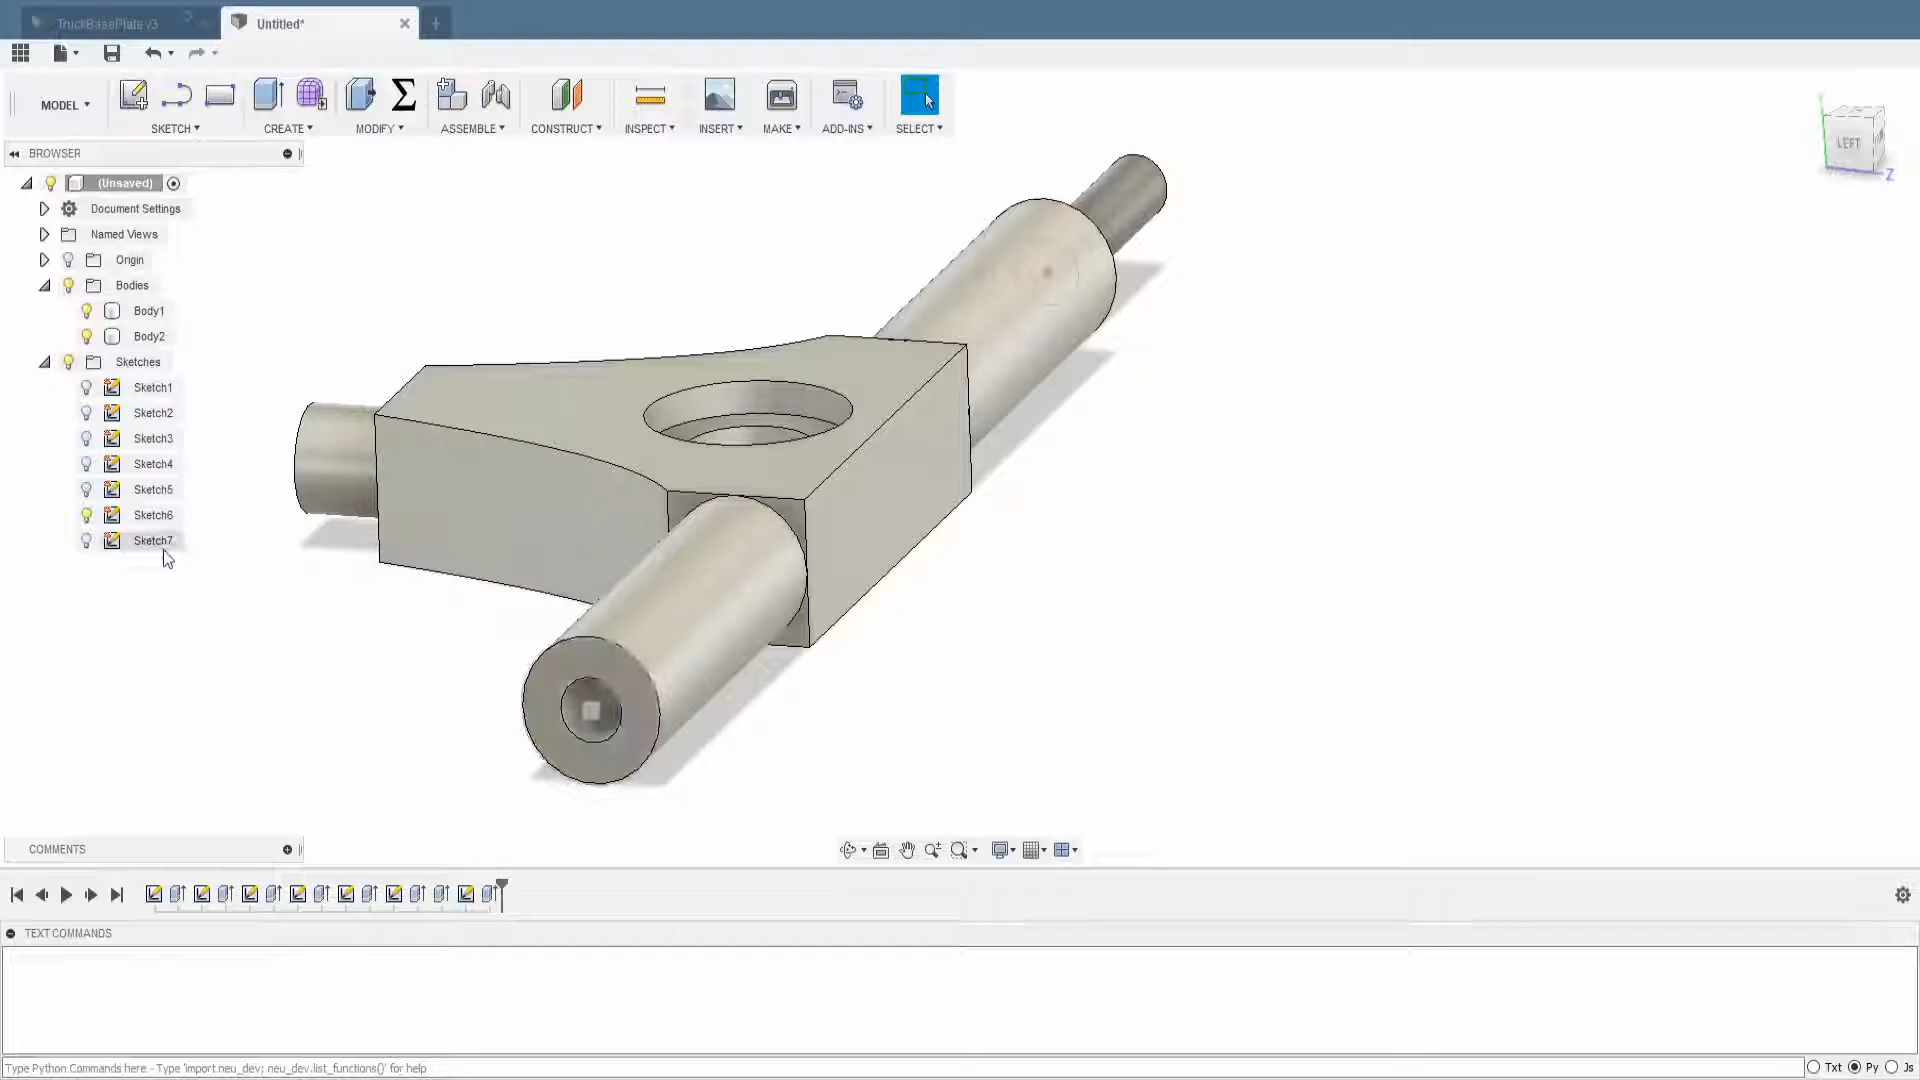 TruckBasePlate v3
Untitled*
MODEL
SKETCH
CREATE
MODIFY
ASSEMBLE
CONSTRUCT
INSPECT
INSERT
MAKE
ADD-INS
SELECT
BROWSER
(Unsaved)
Document Settings
Named Views
Origin
Bodies
Body1
Body2
Sketches
Sketch1
Sketch2
Sketch3
Sketch4
Sketch5
Sketch6
Sketch7
LEFT
Z
COMMENTS
TEXT COMMANDS
Type Python Commands here - Type 'import neu_dev; neu_dev.list_functions()' for help
Txt Py Js